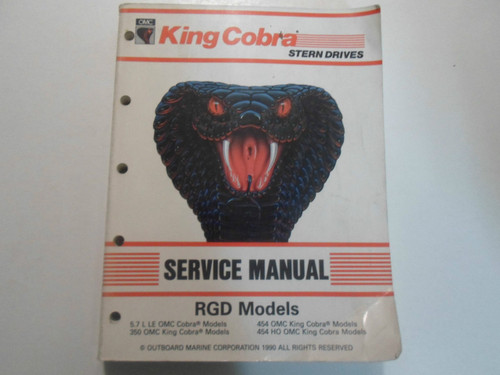 OMC
King Cobra
STERN DRIVES
SERVICE MANUAL
RGD Models
5.7 L LE OMC Cobra® Models 454 OMC King Cobra® Models
350 OMC King Cobra® Models 454 HO OMC King Cobra Models
© OUTBOARD MARINE CORPORATION 1990 ALL RIGHTS RESERVED